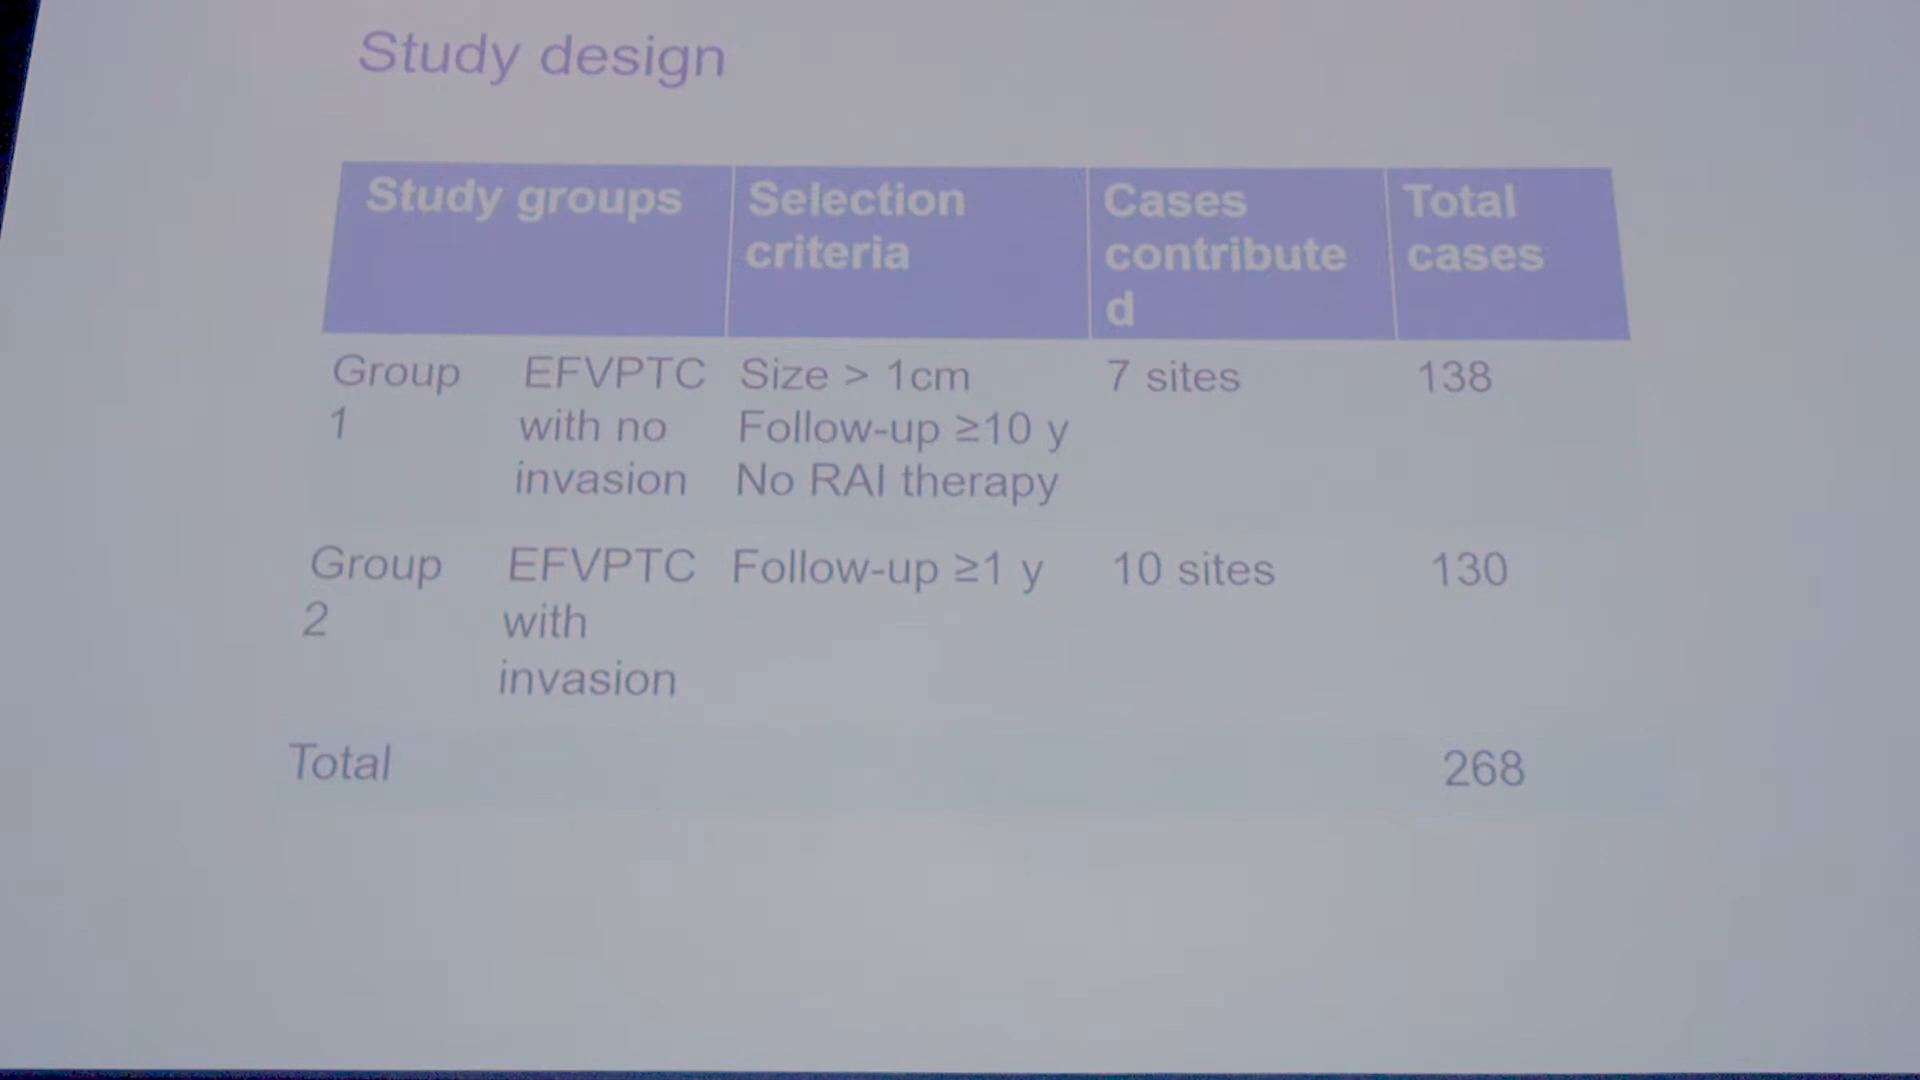 Study design
Study groups
Selection
criteria
Cases
contribute
d
Total
cases
Group
1
EFVPTC
with no
invasion
Size > 1cm
Follow-up ≥10 y
No RAI therapy
7 sites
138
Group
2
EFVPTC
with
invasion
Follow-up ≥1 y
10 sites
130
Total
268